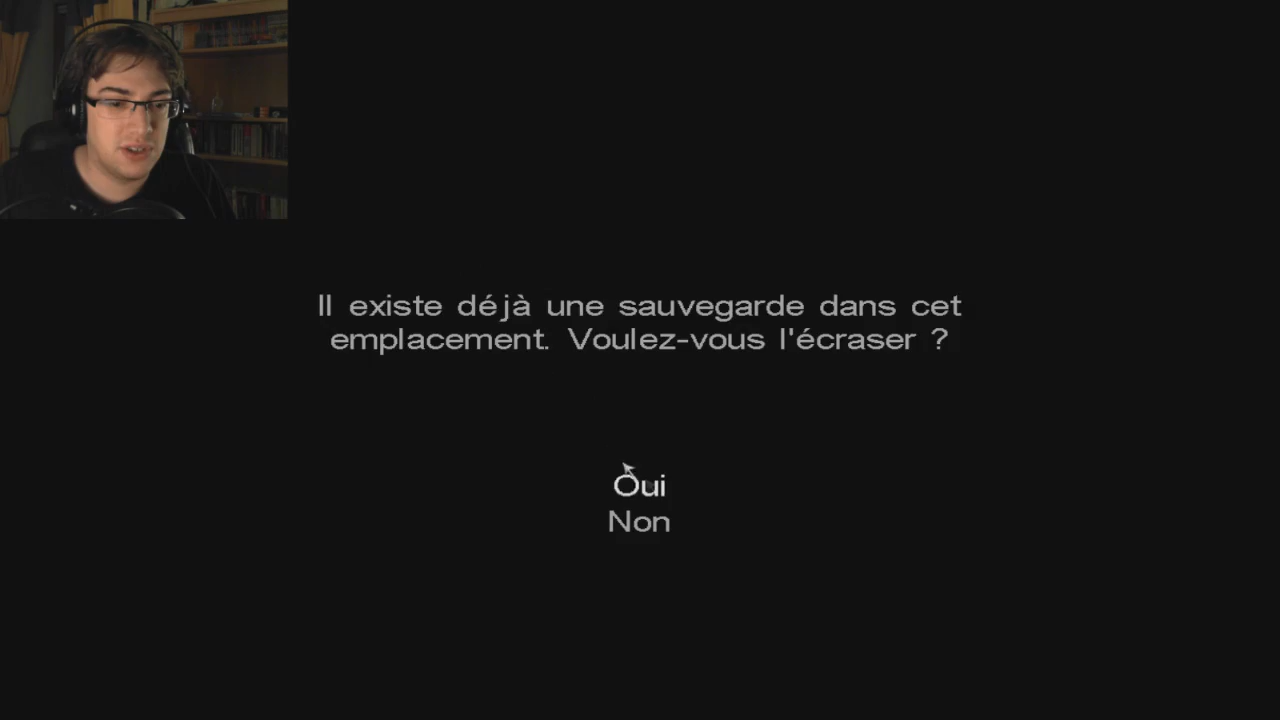 Il existe déjà une sauvegarde dans cet
emplacement. Voulez-vous l'écraser ?
Oui
Non